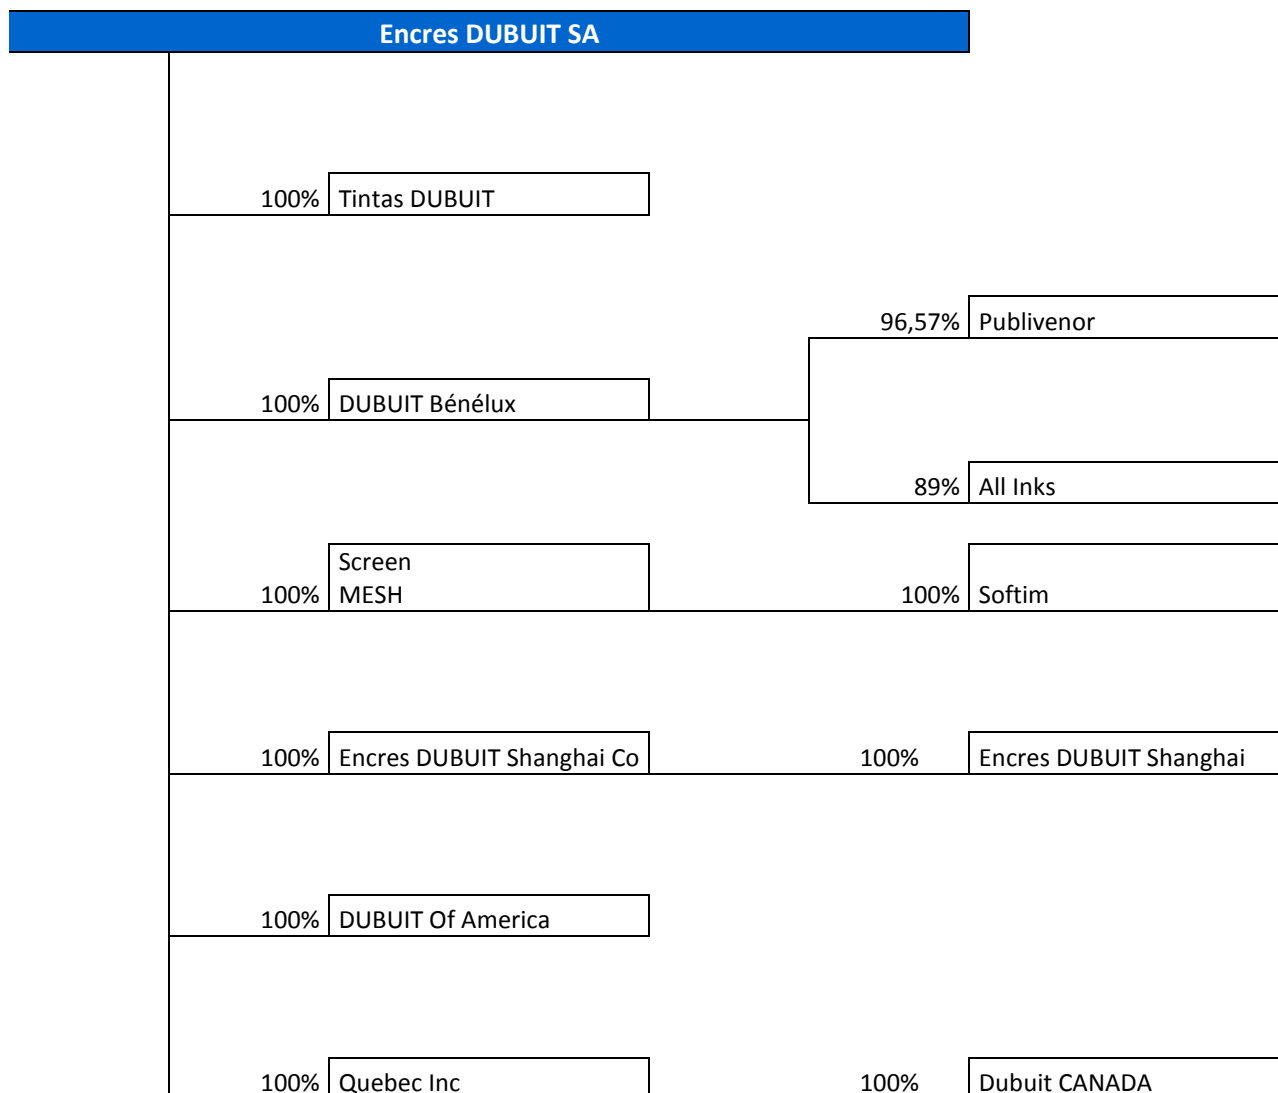 Encres DUBUIT SA
100% Tintas DUBUIT
96,57% Publivenor
100% DUBUIT Bénélux
89% All Inks
Screen
100% MESH 100% Softim
100% Encres DUBUIT Shanghai Co 100% Encres DUBUIT Shanghai
100% DUBUIT Of America
100% Quebec Inc 100% Dubuit CANADA